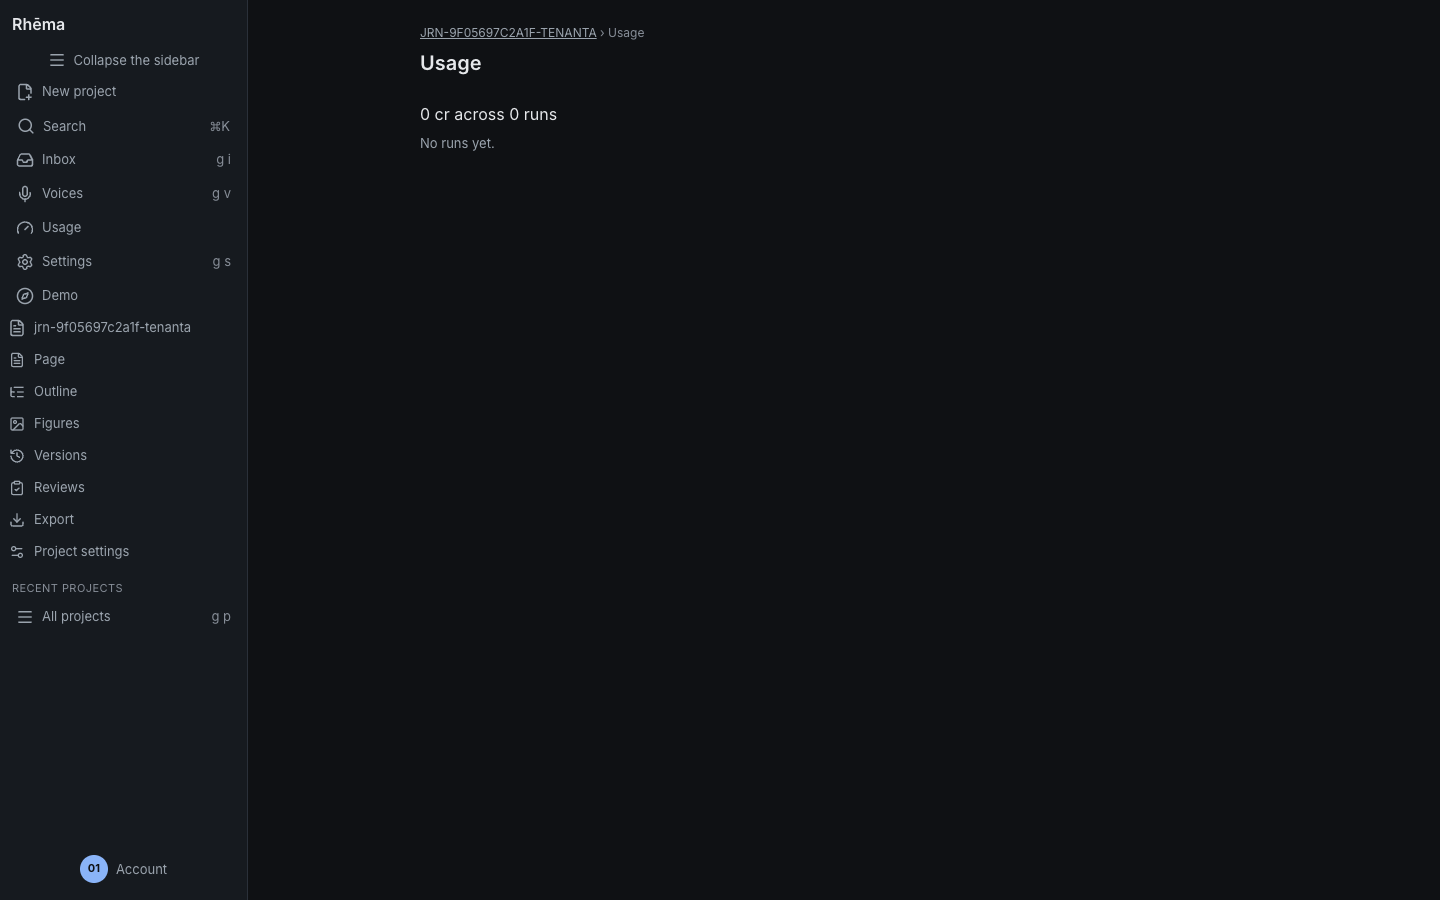 Rhēma
Collapse the sidebar
New project
Search ⌘K
Inbox g i
Voices g v
Usage
Settings g s
Demo
jrn-9f05697c2a1f-tenanta
Page
Outline
Figures
Versions
Reviews
Export
Project settings
RECENT PROJECTS
All projects g p
01 Account
JRN-9F05697C2A1F-TENANTA › Usage
Usage
0 cr across 0 runs
No runs yet.